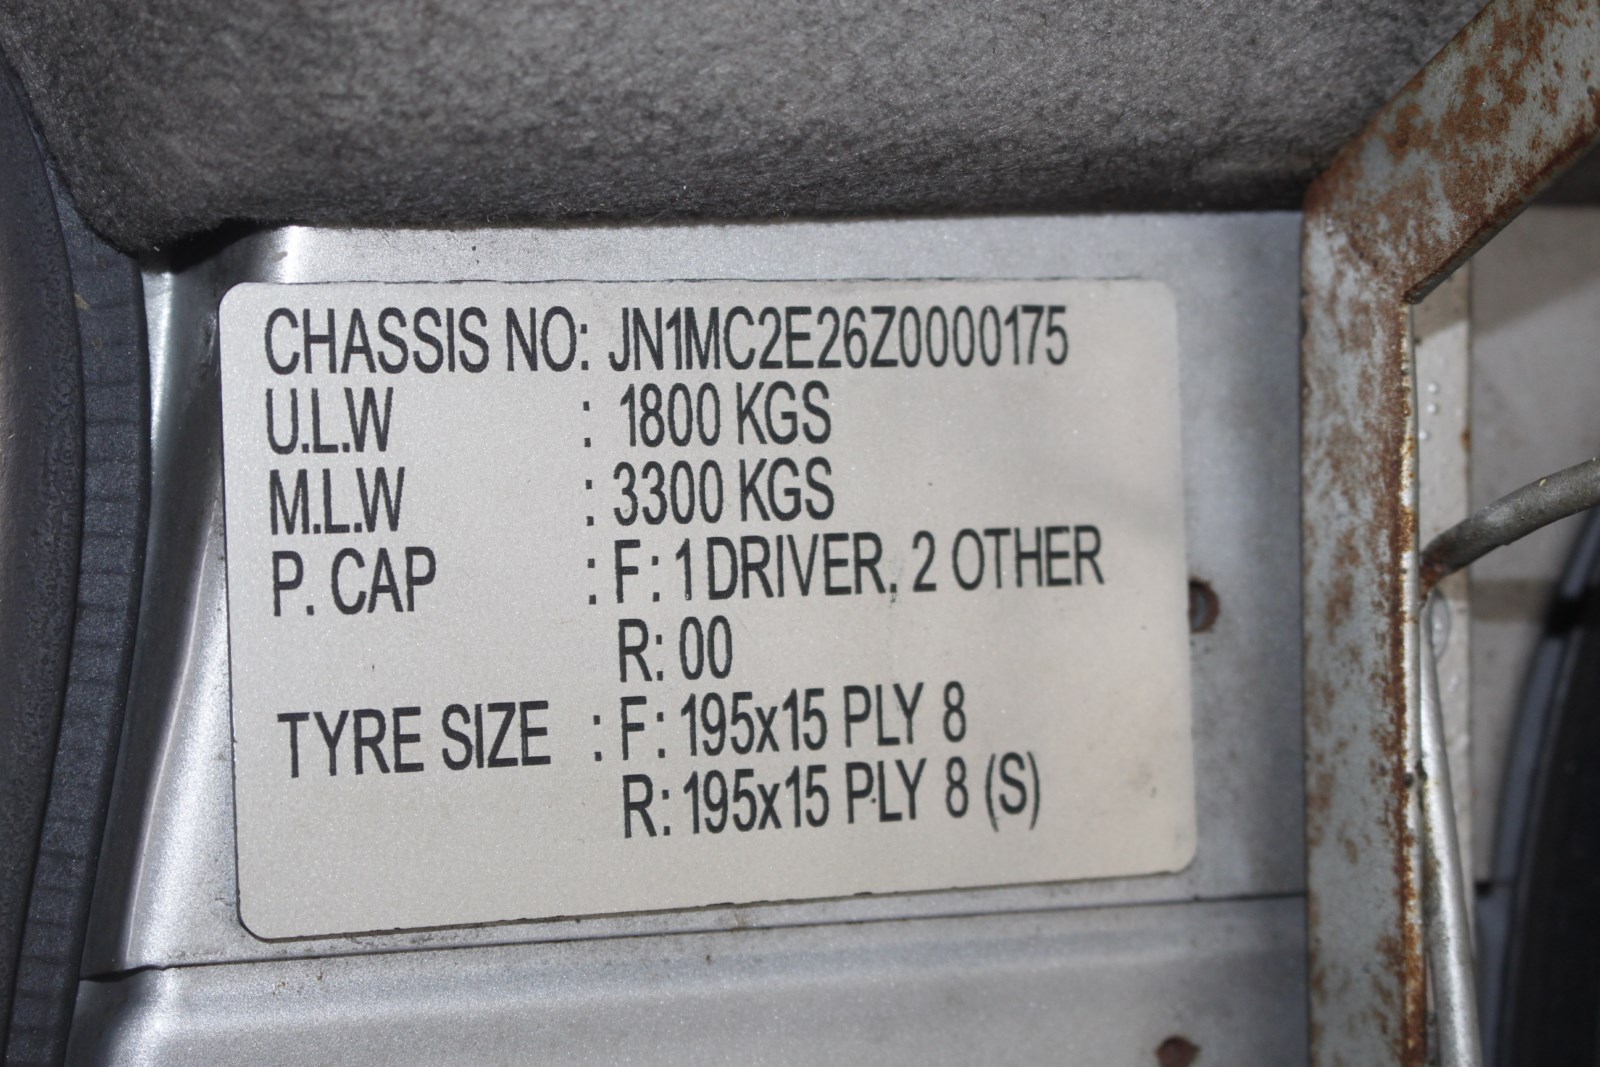 CHASSIS NO: JN1MC2E26Z0000175
U.L.W : 1800 KGS
M.L.W : 3300 KGS
P. CAP : F: 1 DRIVER, 2 OTHER
R: 00
TYRE SIZE : F: 195x15 PLY 8
R: 195x15 PLY 8 (S)